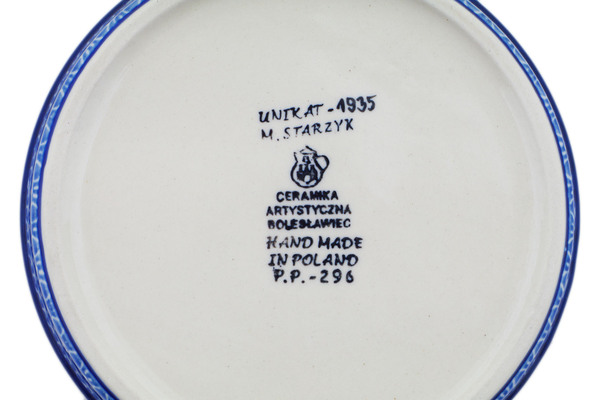 UNIKAT-1935
M. STARZYK
CERAMIKA
ARTYSTYCZNA
BOLESŁAWIEC
HAND MADE
IN POLAND
P.P.-296